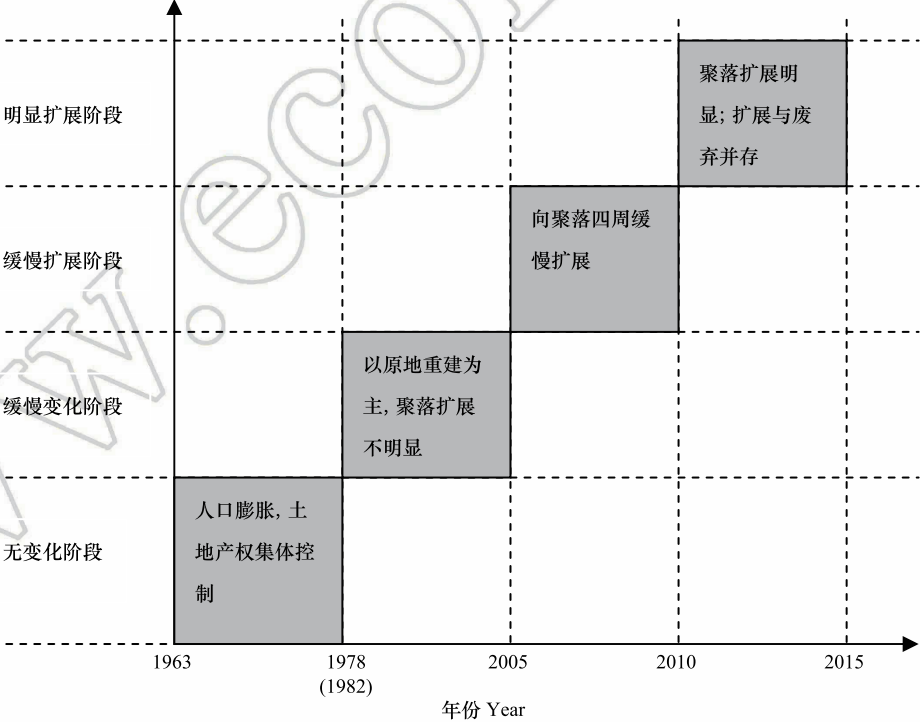 聚落扩展明
显; 扩展与废
弃并存
明显扩展阶段
向聚落四周缓
慢扩展
缓慢扩展阶段
以原地重建为
主, 聚落扩展
不明显
缓慢变化阶段
人口膨胀, 土
地产权集体控
制
无变化阶段
1963 1978 2005 2010 2015
(1982)
年份 Year